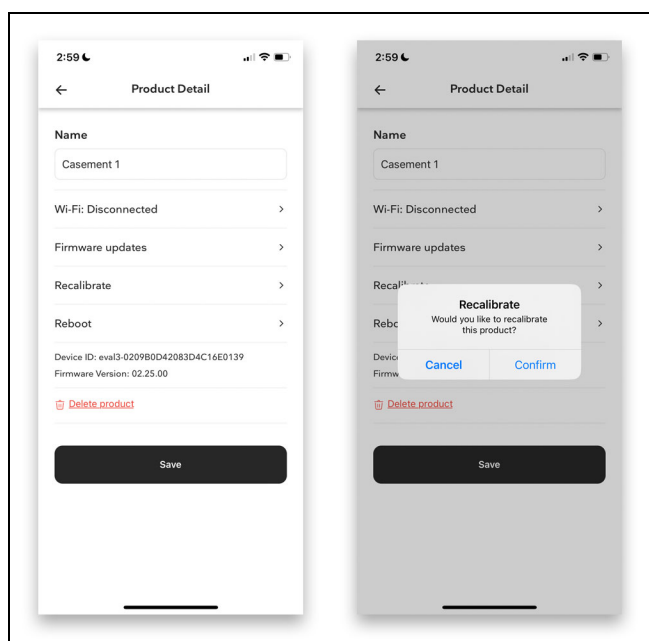 2:59
Product Detail
Name
Casement 1
Wi-Fi: Disconnected
Firmware updates
Recalibrate
Reboot
Device ID: eval3-0209B0D42083D4C16E0139
Firmware Version: 02.25.00
Delete product
Save
2:59
Product Detail
Name
Casement 1
Wi-Fi: Disconnected
Firmware updates
Recalibrate
Would you like to recalibrate
this product?
Cancel Confirm
Delete product
Save